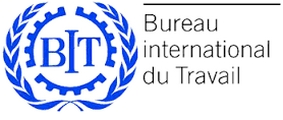 BIT
Bureau
international
du Travail